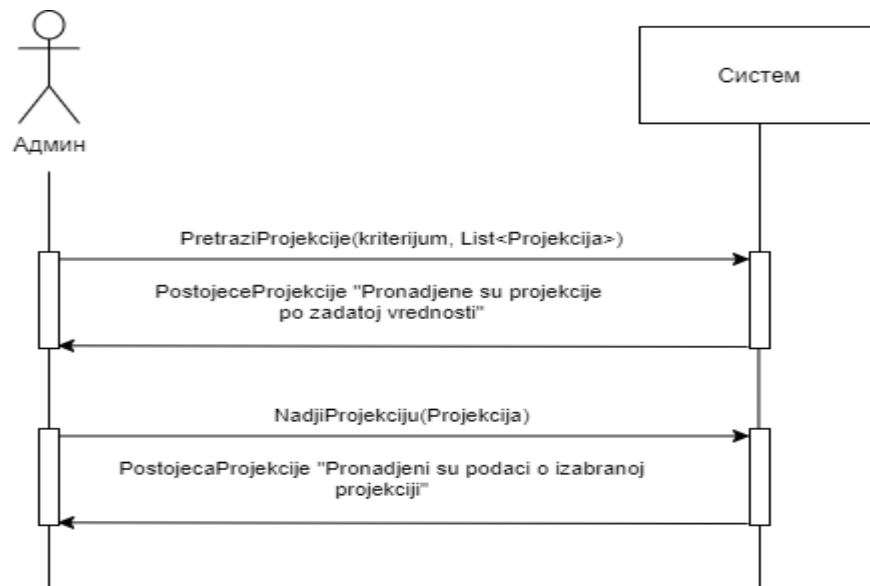 Систем
Админ
PretraziProjekcije(kriterijum, List<Projekcija>)
PostojeceProjekcije "Pronadjene su projekcije
po zadatoj vrednosti"
NadjiProjekciju(Projekcija)
PostojecaProjekcije "Pronadjeni su podaci o izabranoj
projekciji"